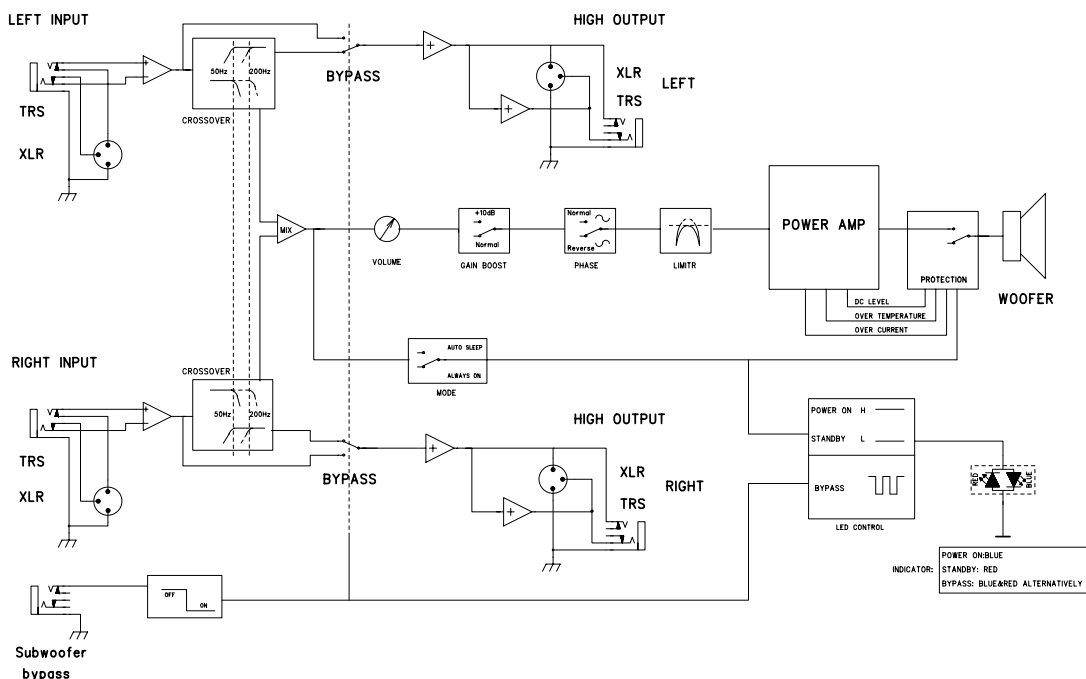 LEFT INPUT
HIGH OUTPUT
50Hz
200Hz
BYPASS
XLR
LEFT
TRS
TRS
CROSSOVER
XLR
+10dB
Normal
Normal
Reverse
MIX
POWER AMP
VOLUME
GAIN BOOST
PHASE
LIMITR
PROTECTION
WOOFER
DC LEVEL
OVER TEMPERATURE
OVER CURRENT
AUTO SLEEP
ALWAYS ON
MODE
RIGHT INPUT
CROSSOVER
50Hz
200Hz
HIGH OUTPUT
POWER ON H
STANDBY L
BYPASS
LED CONTROL
TRS
XLR
BYPASS
XLR
RIGHT
TRS
RED
BLUE
INDICATOR:
POWER ON:BLUE
STANDBY: RED
BYPASS: BLUE&RED ALTERNATIVELY
OFF
ON
Subwoofer
bypass